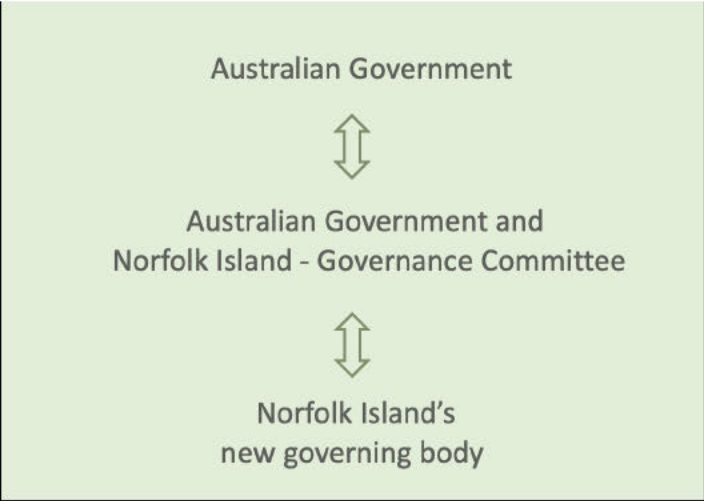 Australian Government
Australian Government and
Norfolk Island - Governance Committee
Norfolk Island’s
new governing body